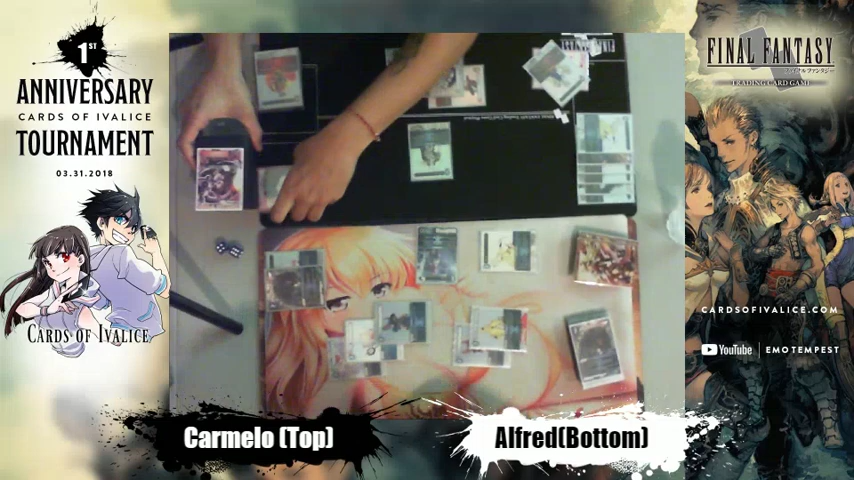 1ST
ANNIVERSARY
CARDS OF IVALICE
TOURNAMENT
03.31.2018
CARDS OF IVALICE
FINAL FANTASY
TRADING CARD GAME
CARDSOFIVALICE.COM
YouTube | EMOTEMPEST
Carmelo (Top)
Alfred(Bottom)